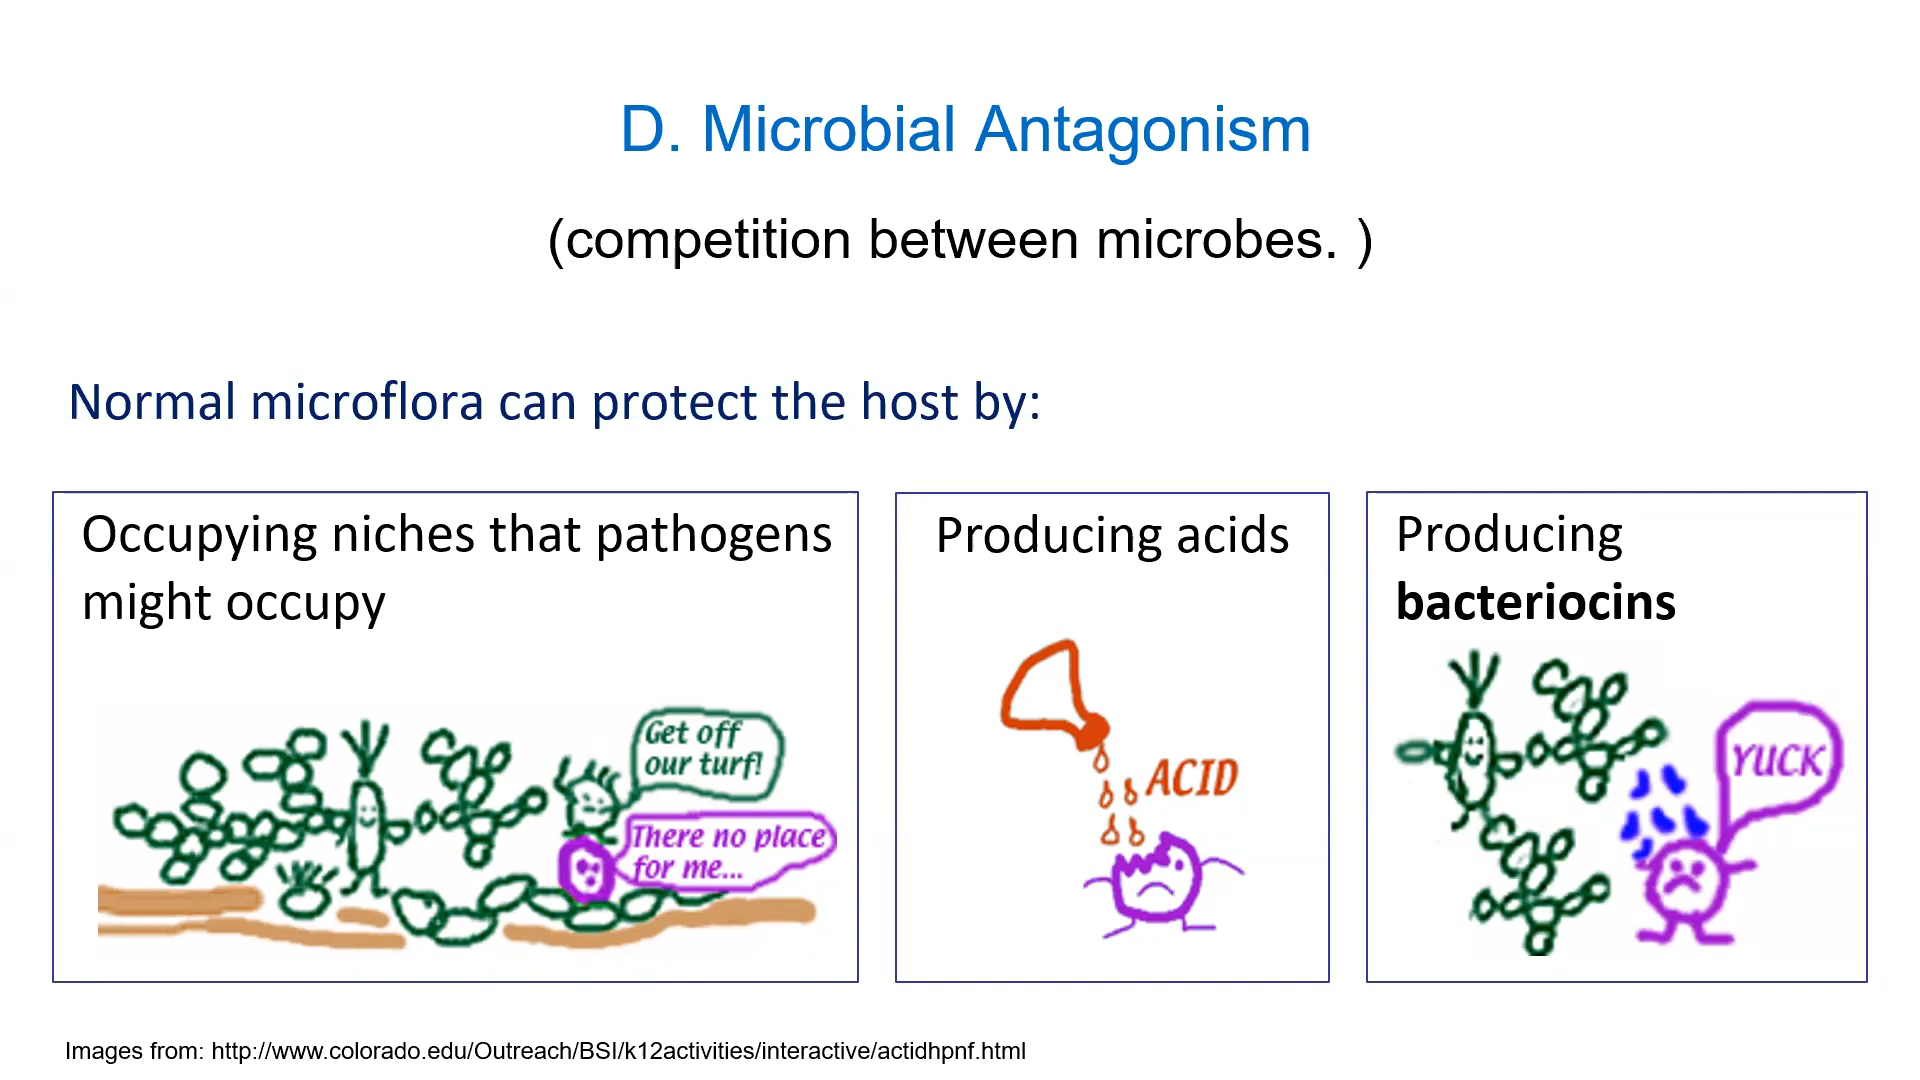 D. Microbial Antagonism
(competition between microbes. )
Normal microflora can protect the host by:
Occupying niches that pathogens
might occupy
Get off
our turf!
There no place
for me...
Producing acids
ACID
Producing
bacteriocins
YUCK
Images from: http://www.colorado.edu/Outreach/BSI/k12activities/interactive/actidhpnf.html